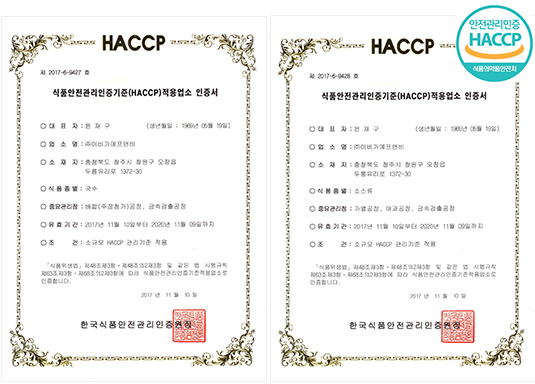 HACCP
제 2017-6-9427 호
식품안전관리인증기준(HACCP)적용업소 인증서
○ 대 표 자 : 원 재 구 (생년월일 : 1969년 05월 19일)
○ 업 소 명 : ㈜이비가에프앤비
○ 소 재 지 : 충청북도 청주시 청원구 오창읍
두릉유리로 1372-30
○ 식품종별 : 국수
○ 중요관리점 : 배합(주정첨가)공정, 금속검출공정
○ 유효기간 : 2017년 11월 10일부터 2020년 11월 09일까지
○ 조 건 : 소규모 HACCP 관리기준 적용
「식품위생법」 제48조제3항ㆍ제48조의2제3항 및 같은 법 시행규칙
제63조제3항ㆍ제68조의2제3항에 따라 식품안전관리인증기준적용업소로
인증합니다.
2017 년 11 월 10 일
한국식품안전관리인증원장
HACCP
제 2017-6-9428 호
식품안전관리인증기준(HACCP)적용업소 인증서
○ 대 표 자 : 원 재 구 (생년월일 : 1969년 05월 19일)
○ 업 소 명 : ㈜이비가에프앤비
○ 소 재 지 : 충청북도 청주시 청원구 오창읍
두릉유리로 1372-30
○ 식품종별 : 소스류
○ 중요관리점 : 가열공정, 여과공정, 금속검출공정
○ 유효기간 : 2017년 11월 10일부터 2020년 11월 09일까지
○ 조 건 : 소규모 HACCP 관리기준 적용
「식품위생법」 제48조제3항ㆍ제48조의2제3항 및 같은 법 시행규칙
제63조제3항ㆍ제68조의2제3항에 따라 식품안전관리인증기준적용업소로
인증합니다.
2017 년 11 월 10 일
한국식품안전관리인증원장
안전관리인증
HACCP
식품의약품안전처